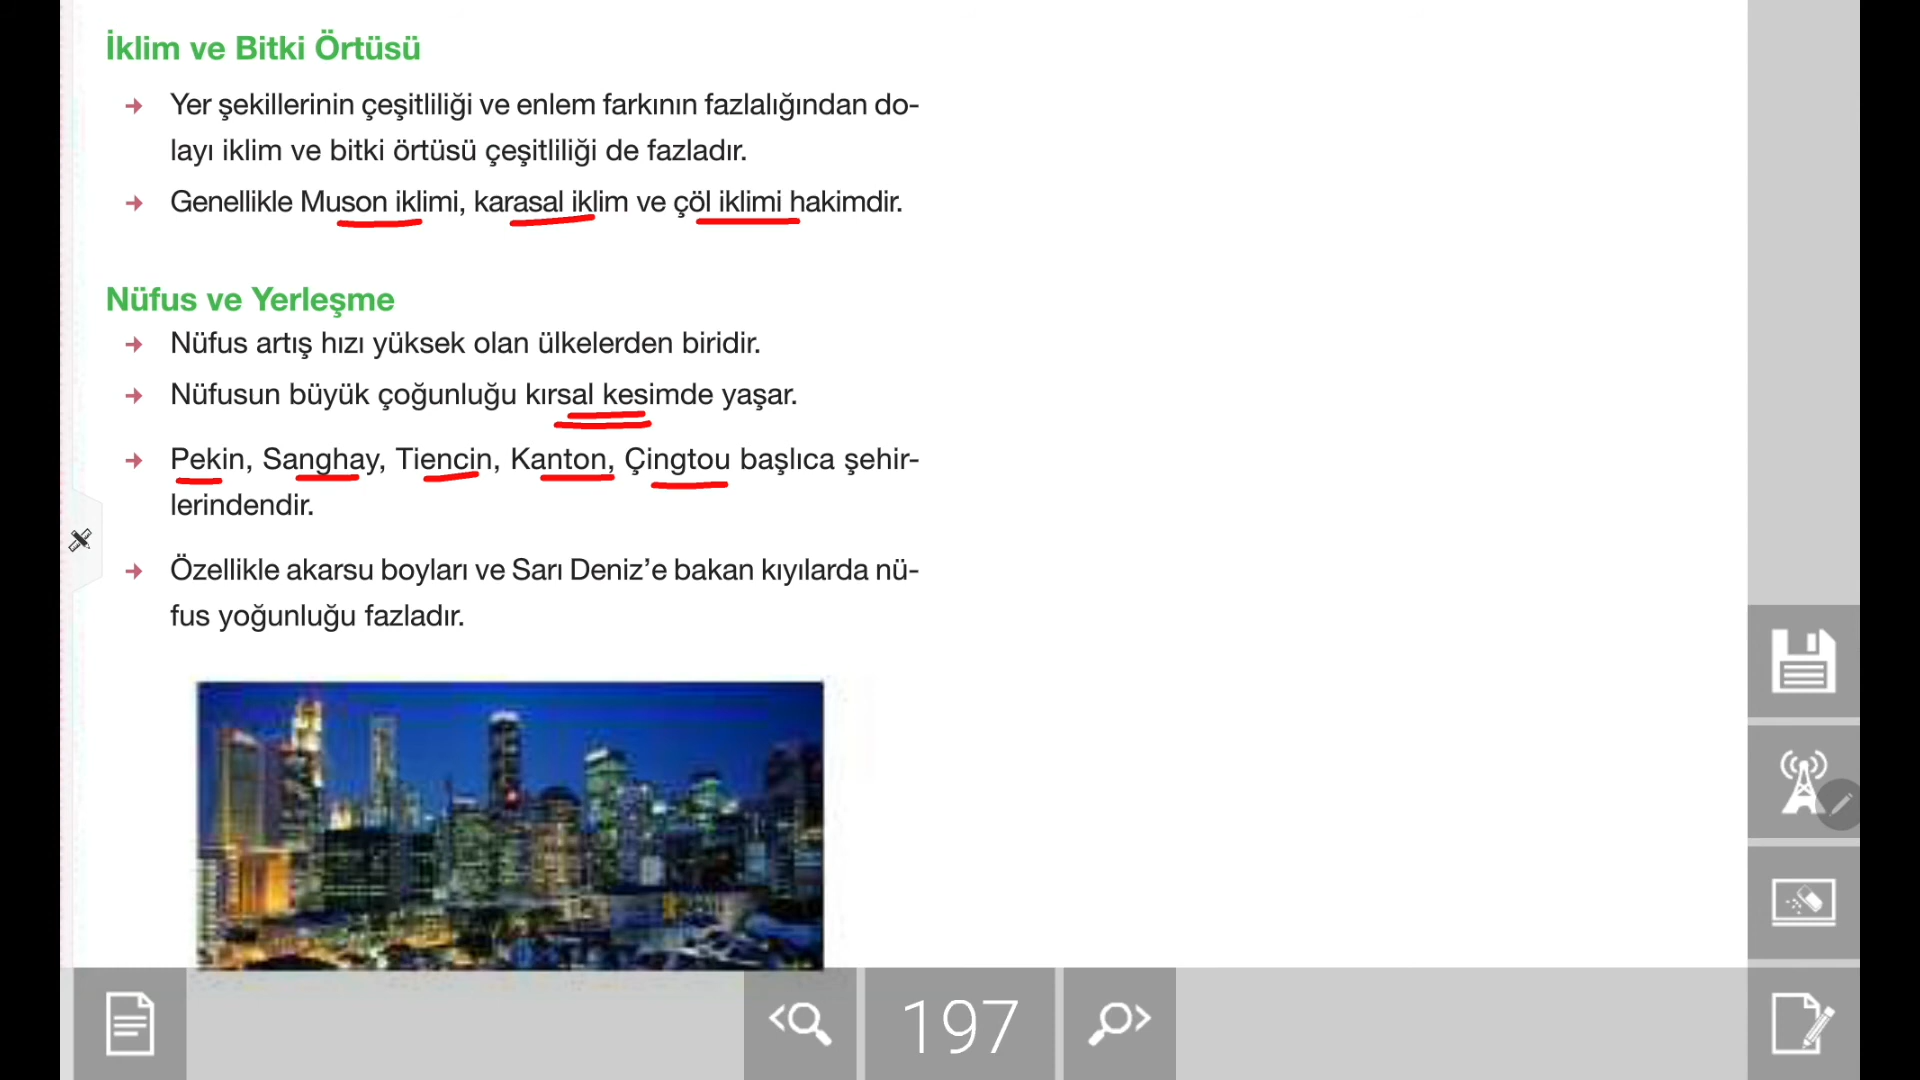 İklim ve Bitki Örtüsü
→ Yer şekillerinin çeşitliliği ve enlem farkının fazlalığından do-
layı iklim ve bitki örtüsü çeşitliliği de fazladır.
→ Genellikle Muson iklimi, karasal iklim ve çöl iklimi hakimdir.
Nüfus ve Yerleşme
→ Nüfus artış hızı yüksek olan ülkelerden biridir.
→ Nüfusun büyük çoğunluğu kırsal kesimde yaşar.
→ Pekin, Sanghay, Tiencin, Kanton, Çingtou başlıca şehir-
lerindendir.
→ Özellikle akarsu boyları ve Sarı Deniz’e bakan kıyılarda nü-
fus yoğunluğu fazladır.
197